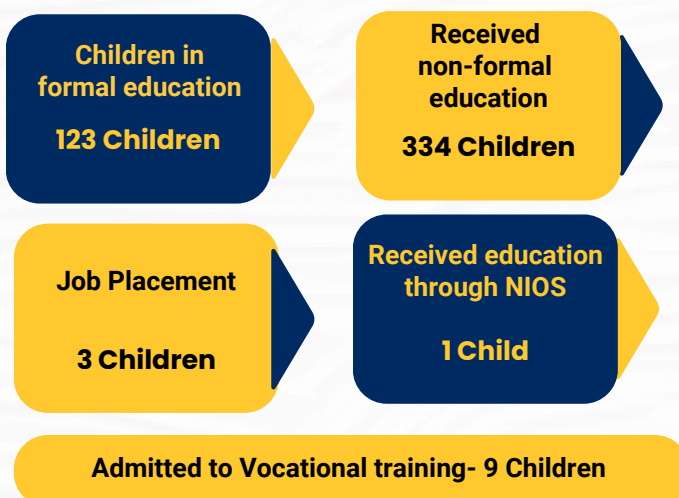 Children in
formal education
123 Children
Received
non-formal
education
334 Children
Job Placement
3 Children
Received education
through NIOS
1 Child
Admitted to Vocational training- 9 Children